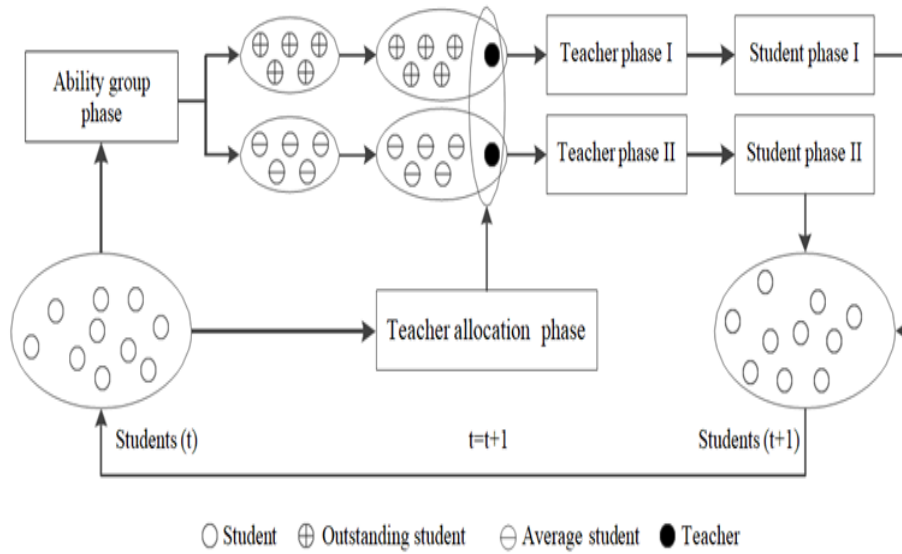 Ability group
phase
Teacher phase I
Student phase I
Teacher phase II
Student phase II
Teacher allocation phase
Students (t)
t=t+1
Students (t+1)
Student
Outstanding student
Average student
Teacher